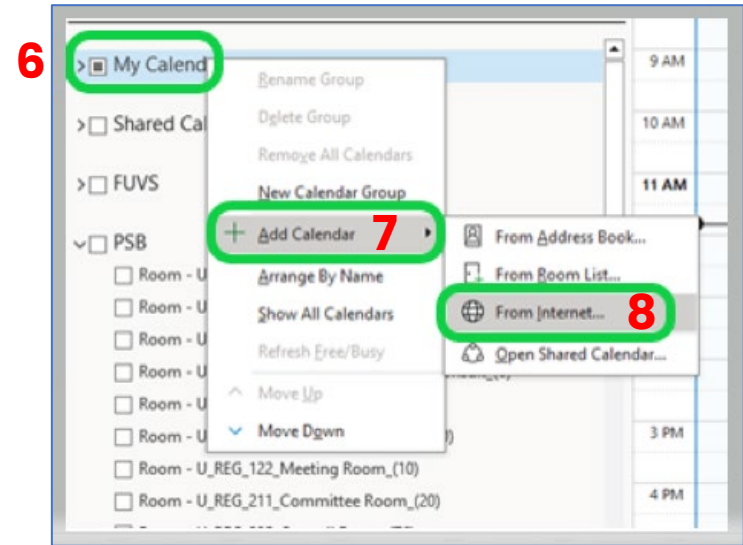 6
My Calend
Shared Cal
FUVS
PSB
Room - U
Room - U
Room - U
Room - U
Room - U
Room - U
Room - U_REG_122_Meeting Room_(10)
Room - U_REG_211_Committee Room_(20)
Rename Group
Delete Group
Remove All Calendars
New Calendar Group
Add Calendar 7
Arrange By Name
Show All Calendars
Refresh Free/Busy
Move Up
Move Down
From Address Book...
From Room List...
From Internet... 8
Open Shared Calendar...
9 AM
10 AM
11 AM
3 PM
4 PM